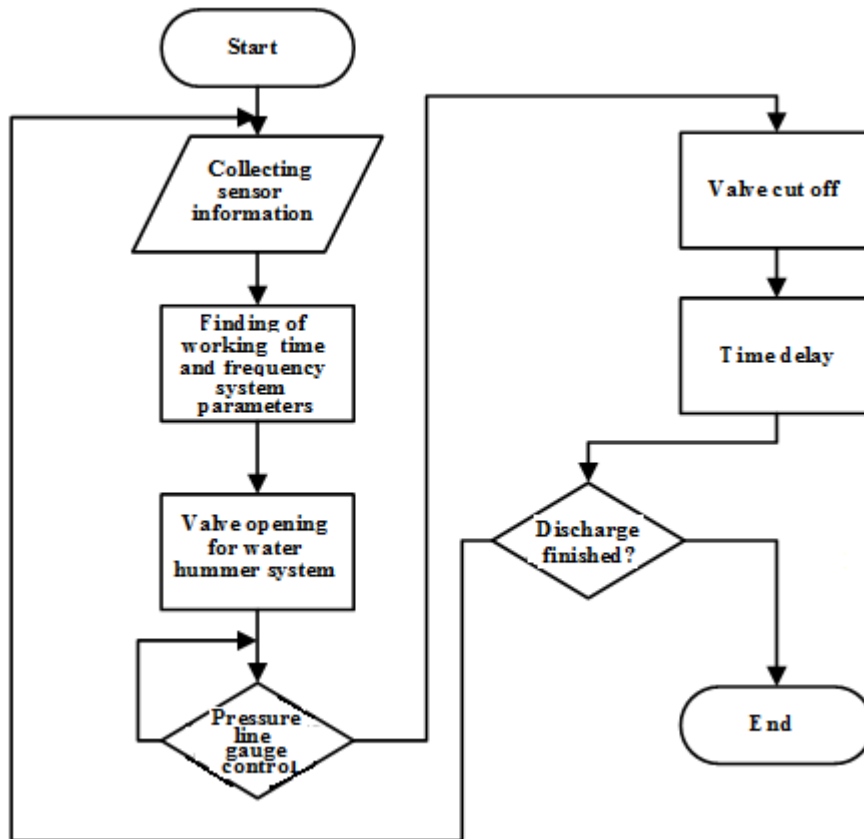 Start
Collecting
sensor
information
Finding of
working time
and frequency
system
parameters
Valve opening
for water
hummer system
Pressure
line
gauge
control
Valve cut off
Time delay
Discharge
finished?
End